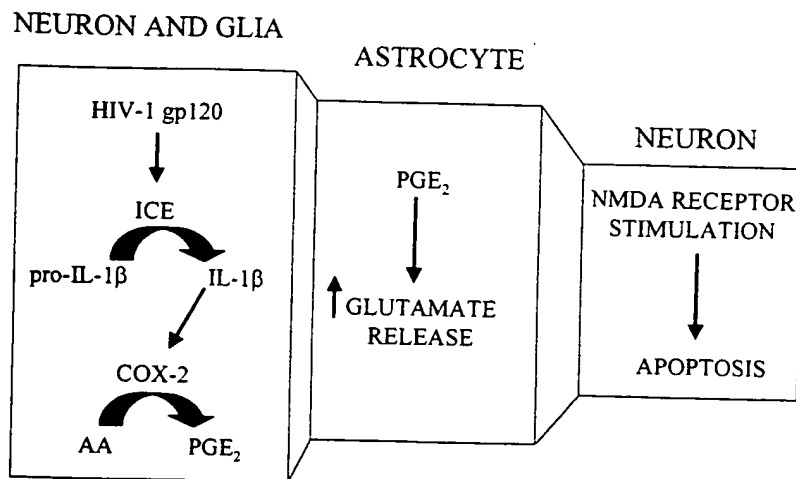 NEURON AND GLIA
HIV-1 gp120
ICE
pro-IL-1β
IL-1β
COX-2
AA
PGE₂
ASTROCYTE
PGE₂
GLUTAMATE
RELEASE
NEURON
NMDA RECEPTOR
STIMULATION
APOPTOSIS